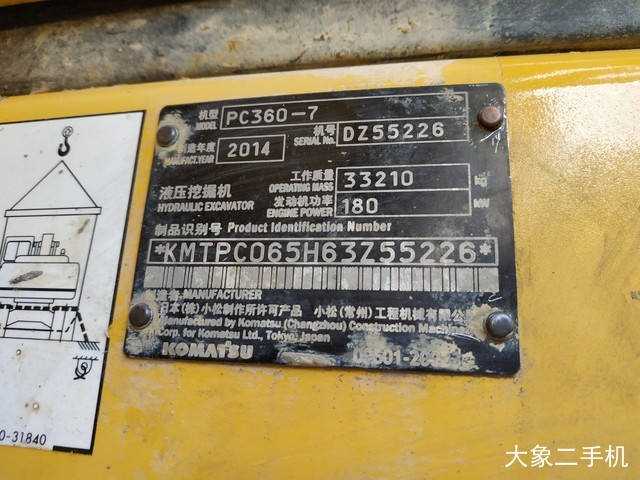 机型 MODEL PC360-7
机号 SERIAL No. DZ55226
制造年度 MANUFACT.YEAR 2014
工作质量 OPERATING MASS 33210 kg
液压挖掘机 HYDRAULIC EXCAVATOR
发动机功率 ENGINE POWER 180 kW
制品识别号 Product Identification Number
*KMTPC065H63Z55226*
MANUFACTURER
日本(株)小松制作所许可产品 小松(常州)工程机械有限公司
Manufactured by Komatsu (Changzhou) Construction Machinery
Corp. for Komatsu Ltd., Tokyo, Japan
KOMATSU
0-31840
大象二手机